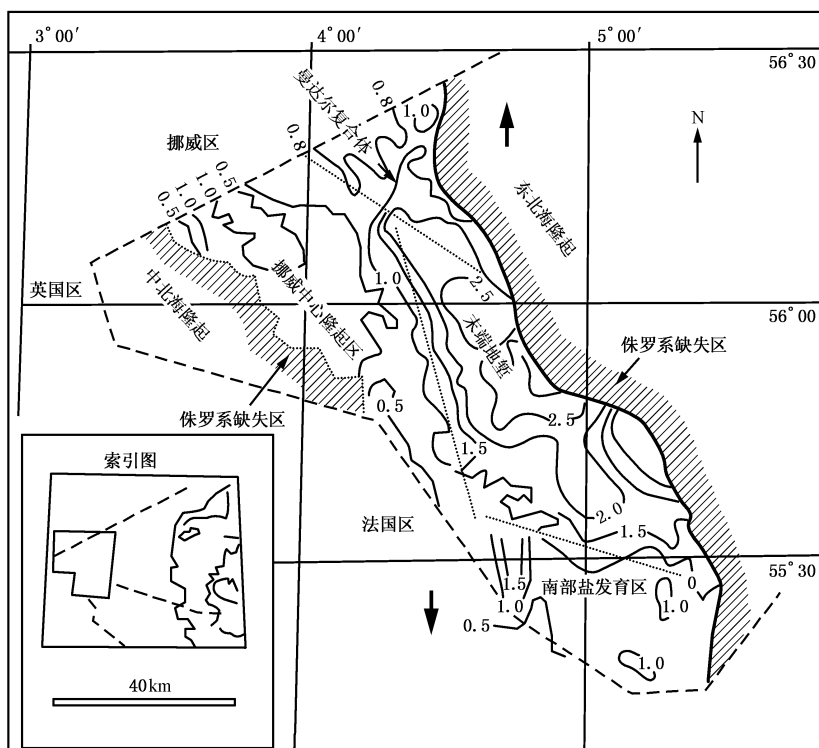 3°00′
4°00′
5°00′
56°30
曼达尔复合体
0.8
1.0
N
挪威区
0.8
0.5
1.0
1.0
0.5
东北海隆起
英国区
中北海隆起
挪威中心隆起区
1.0
2.5
56°00
末端地堑
侏罗系缺失区
侏罗系缺失区
0.5
2.5
1.5
索引图
法国区
2.0
1.5
55°30
1.5
南部盐发育区
0
1.0
1.0
0.5
1.0
40km